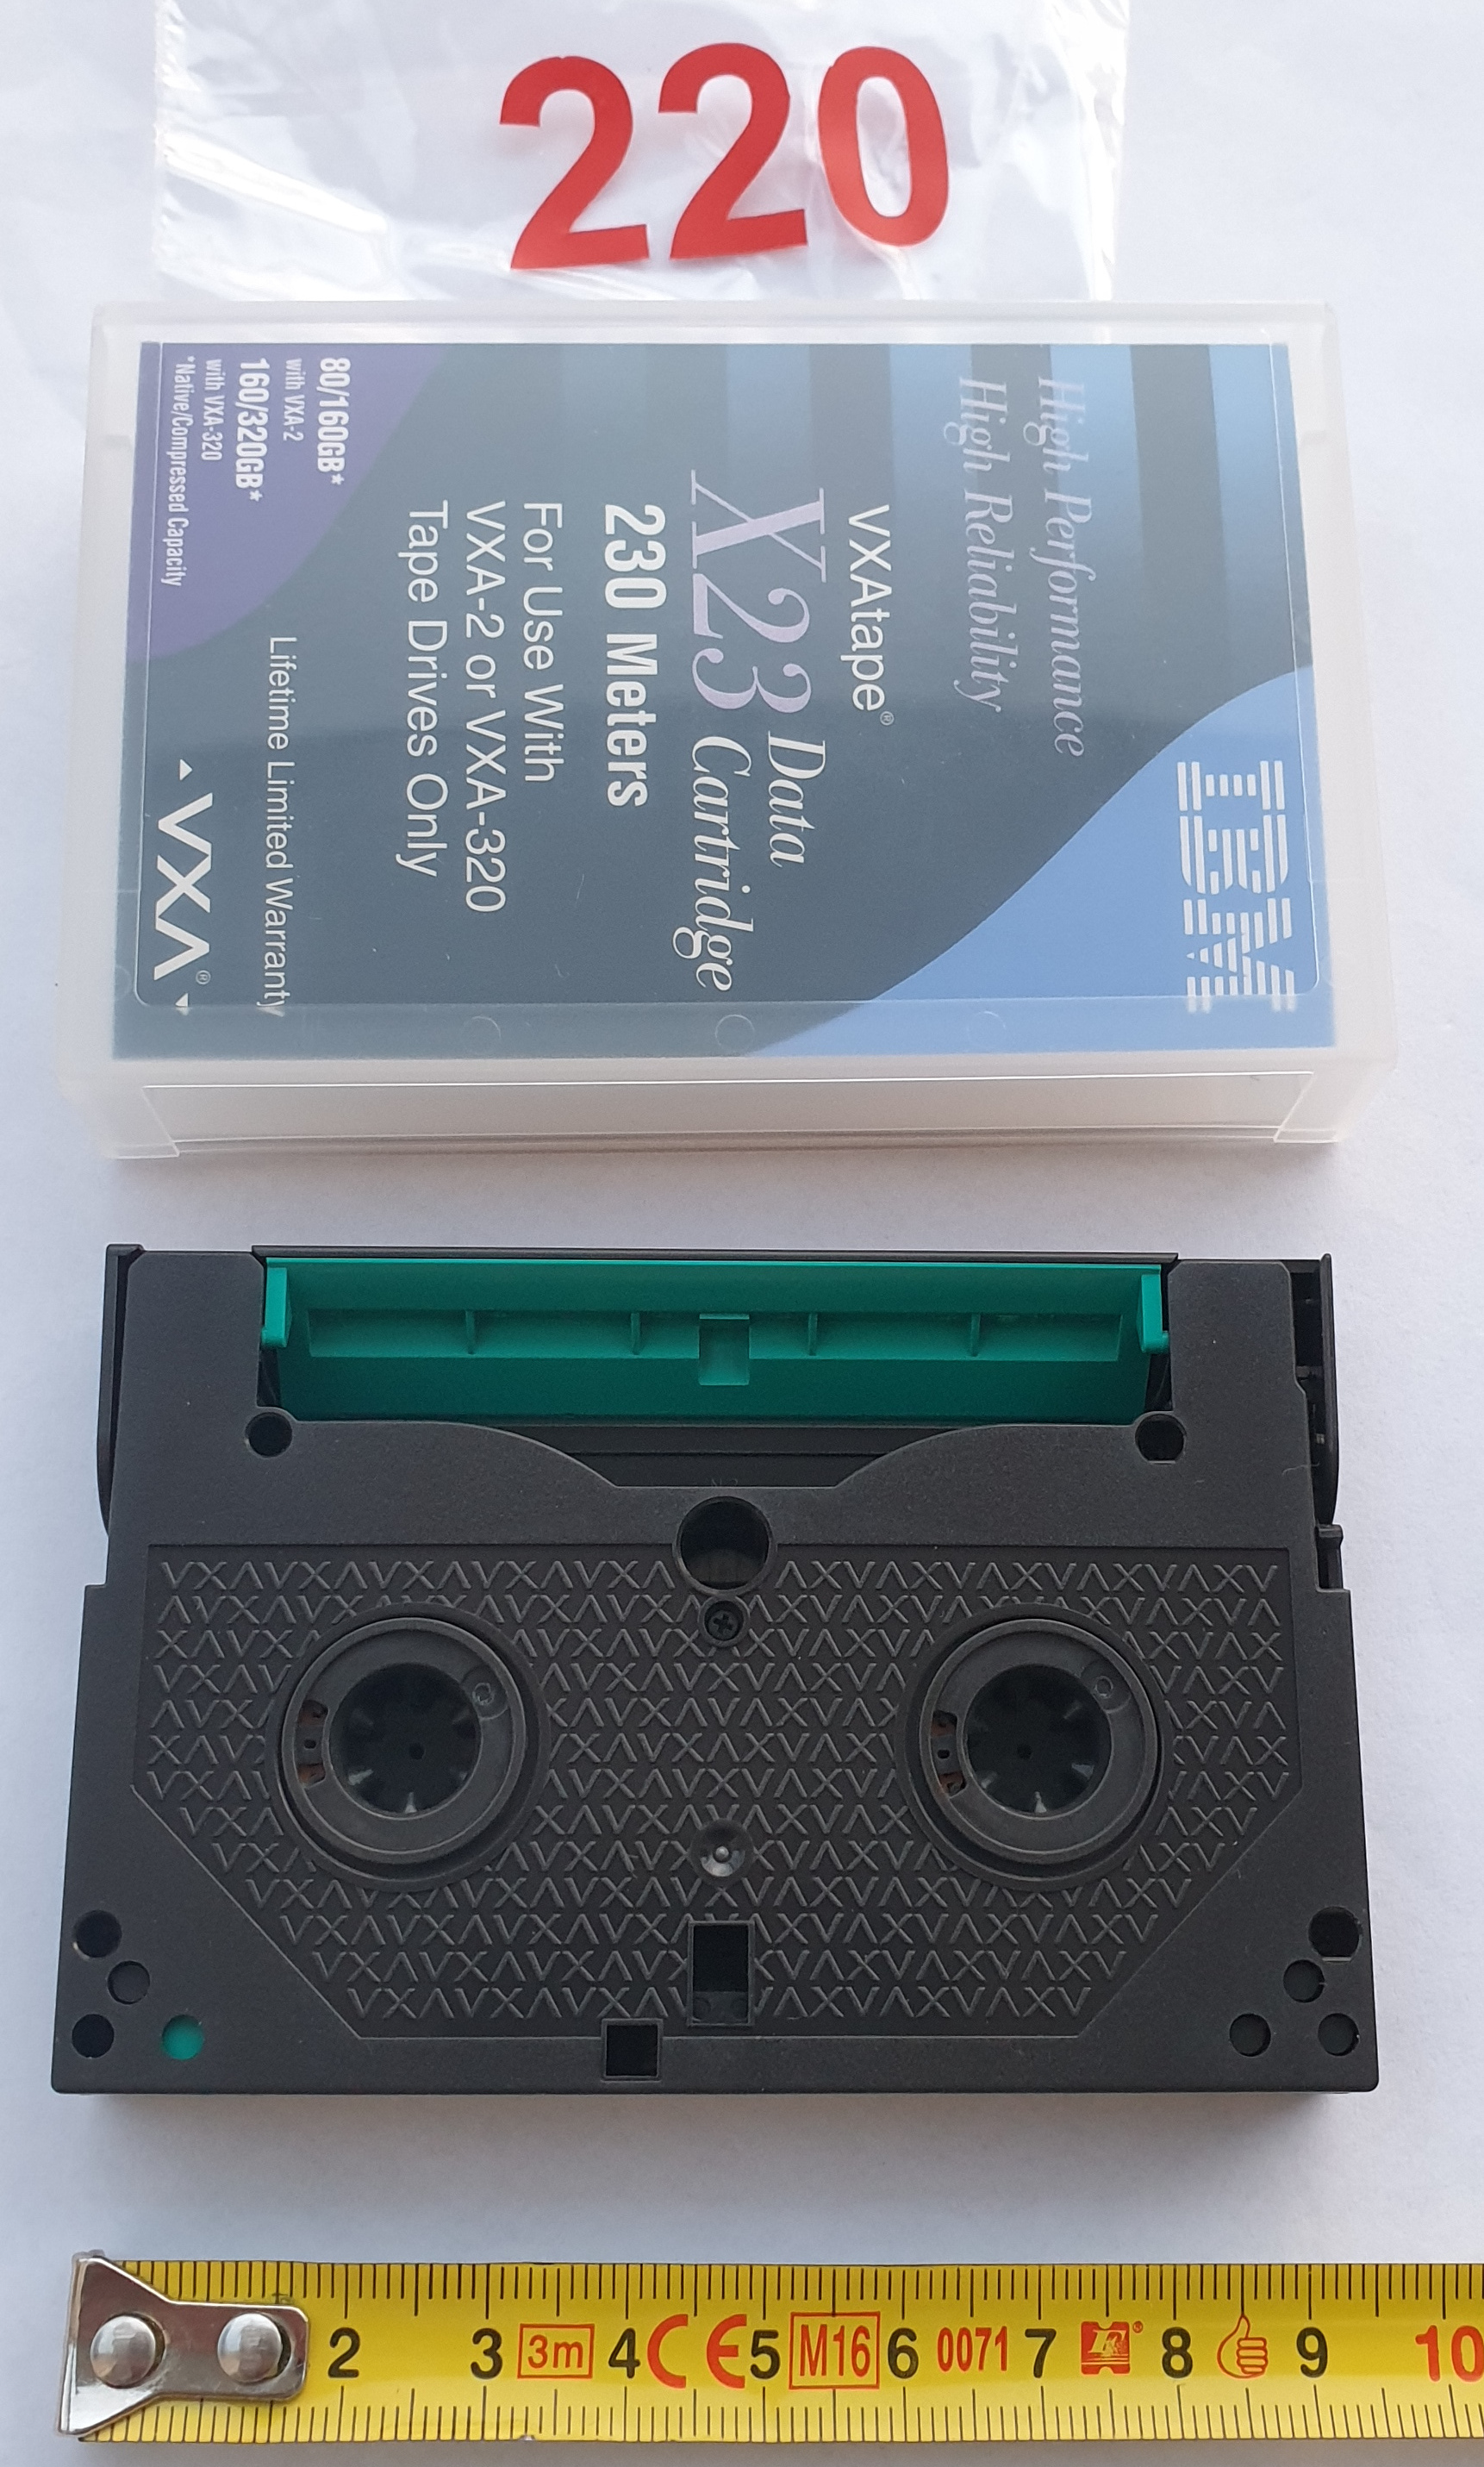 220
IBM
High Performance
High Reliability
VXAtape®
X23 Data Cartridge
230 Meters
For Use With
VXA-2 or VXA-320
Tape Drives Only
80/160GB*
with VXA-2
160/320GB*
with VXA-320
*Native/Compressed Capacity
Lifetime Limited Warranty
VXA®
VXAVXAVXAVXAVXAVXAVXA
2 3 3m 4 CE 5 M16 6 0071 7 8 9 10